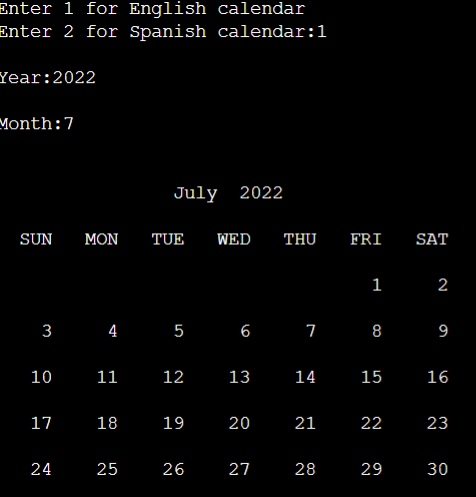 Enter 1 for English calendar
Enter 2 for Spanish calendar:1
Year:2022
Month:7
July 2022
SUN MON TUE WED THU FRI SAT
1 2
3 4 5 6 7 8 9
10 11 12 13 14 15 16
17 18 19 20 21 22 23
24 25 26 27 28 29 30